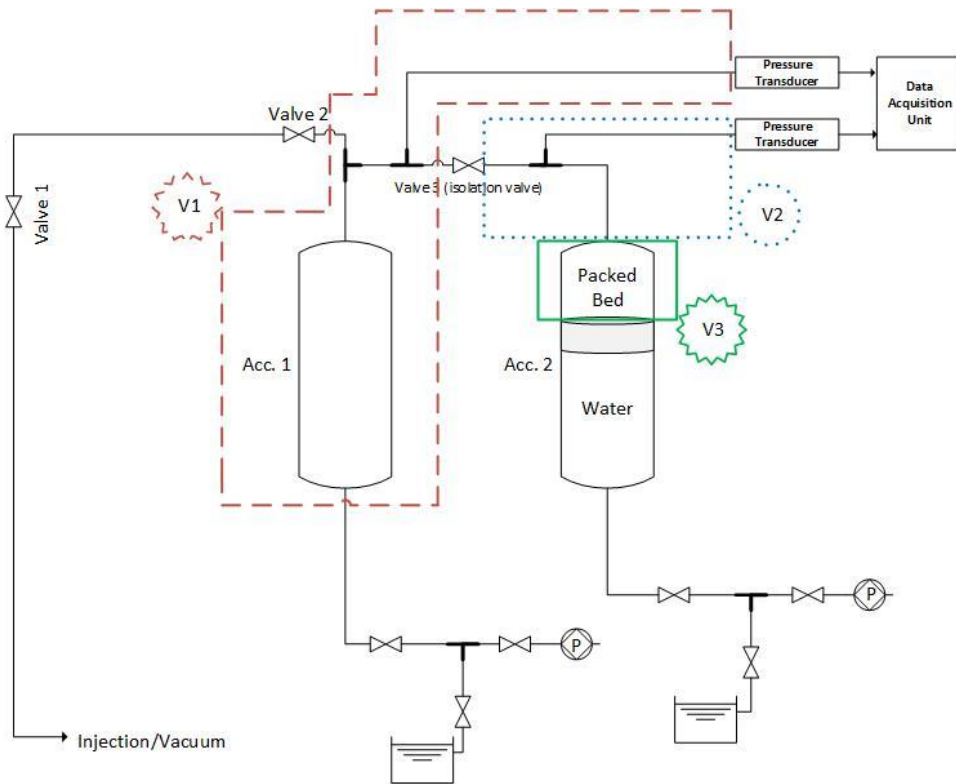 Pressure
Transducer
Data
Acquisition
Unit
Valve 2
Pressure
Transducer
Valve 3 (isolation valve)
V1
Valve 1
V2
Packed
Bed
V3
Acc. 1
Acc. 2
Water
P
P
Injection/Vacuum